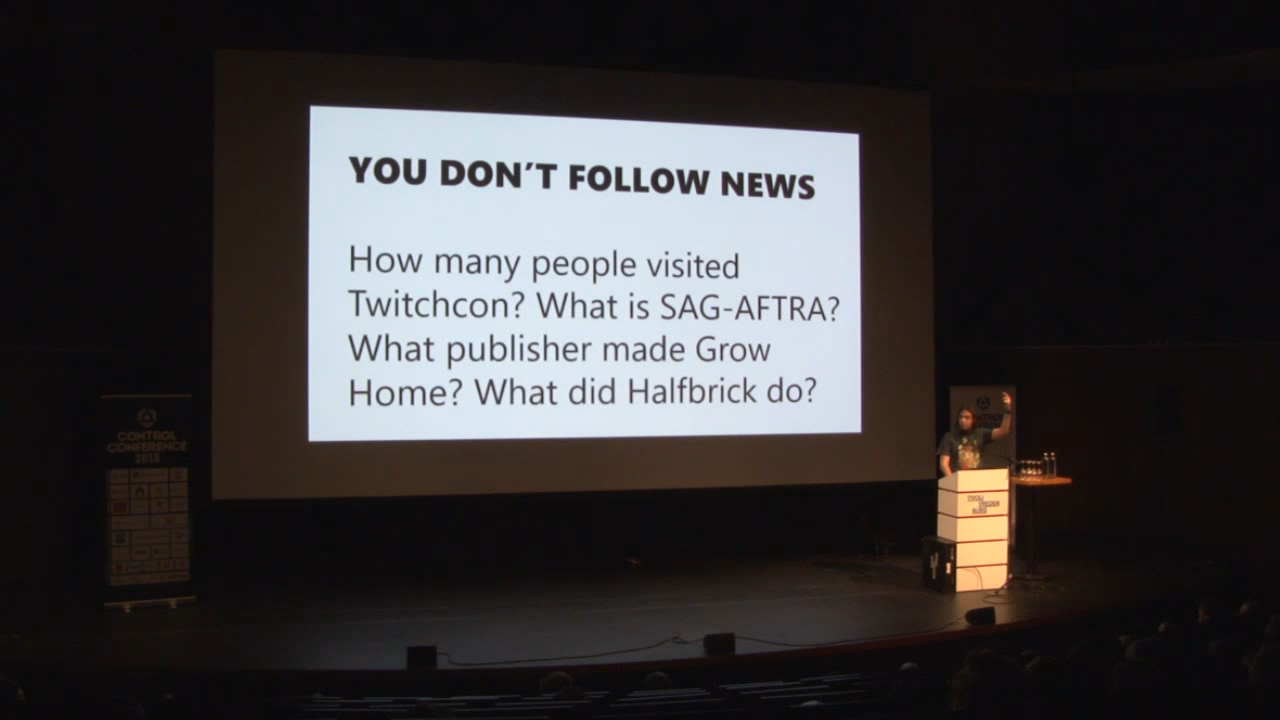 YOU DON'T FOLLOW NEWS
How many people visited
Twitchcon? What is SAG-AFTRA?
What publisher made Grow
Home? What did Halfbrick do?
CONTROL
CONFERENCE
2015
CONTROL